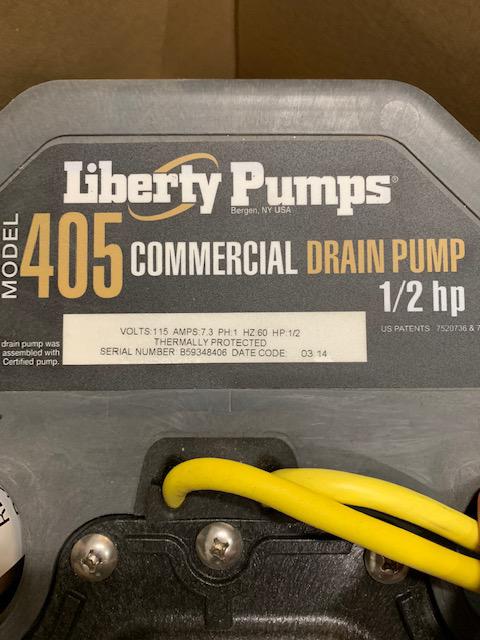 Liberty Pumps®
Bergen, NY USA
MODEL
405 COMMERCIAL DRAIN PUMP
1/2 hp
US PATENTS 7520736 & 7
VOLTS:115 AMPS:7.3 PH:1 HZ:60 HP:1/2
THERMALLY PROTECTED
SERIAL NUMBER: B59348406 DATE CODE: 03 14
drain pump was
assembled with
Certified pump.